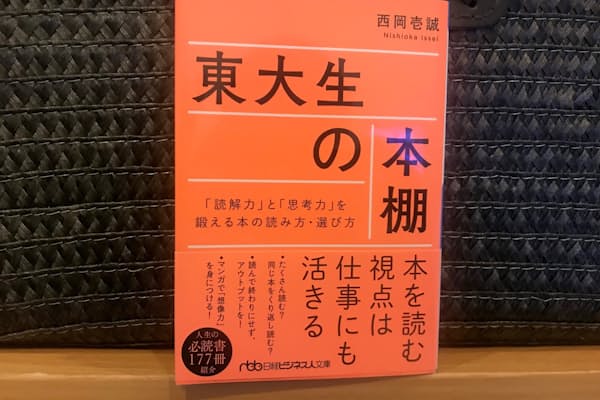 西岡壱誠
Nishioka Issei
東大生
の
本棚
「読解力」と「思考力」を
鍛える本の読み方・選び方
本を読む
視点は
仕事にも
活きる
・たくさん読む?
同じ本をくり返し読む?
・読んで終わりにせず、
アウトプットを!
・マンガで「想像力」
を身につける!
人生の
必読書
177冊
紹介
nbb日経ビジネス人文庫